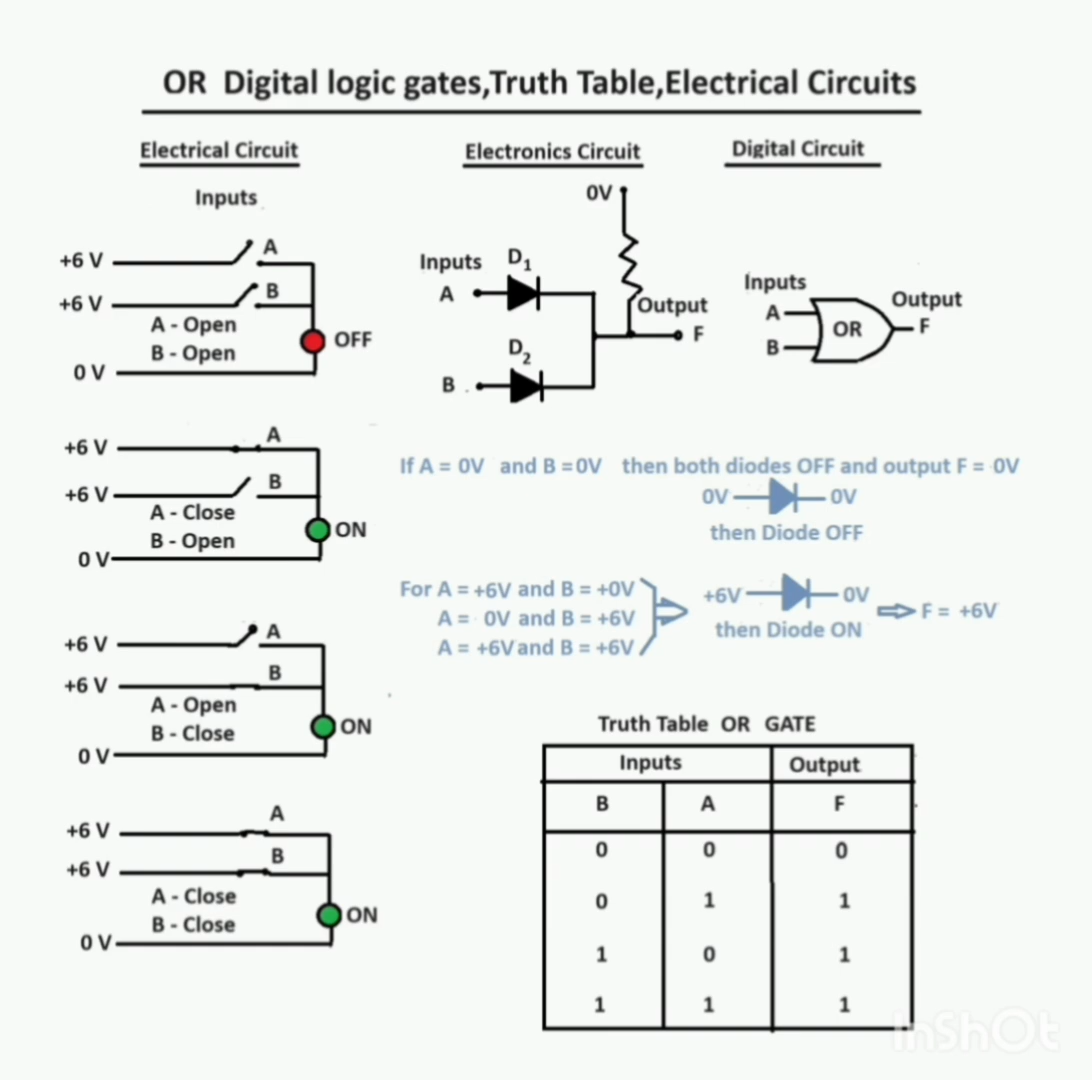 OR Digital logic gates,Truth Table,Electrical Circuits
Electrical Circuit
Inputs
+6 V
A
+6 V
B
A - Open
B - Open
OFF
0 V
+6 V
A
+6 V
B
A - Close
B - Open
ON
0 V
+6 V
A
+6 V
B
A - Open
B - Close
ON
0 V
+6 V
A
+6 V
B
A - Close
B - Close
ON
0 V
Electronics Circuit
0V
Inputs
D1
A
Output
F
D2
B
Digital Circuit
Inputs
A
B
OR
Output
F
If A = 0V and B =0V then both diodes OFF and output F = 0V
0V 0V
then Diode OFF
For A = +6V and B = +0V
A = 0V and B = +6V
A = +6V and B = +6V
+6V 0V
then Diode ON
F = +6V
Truth Table OR GATE
Inputs Output
B A F
0 0 0
0 1 1
1 0 1
1 1 1
InShOt